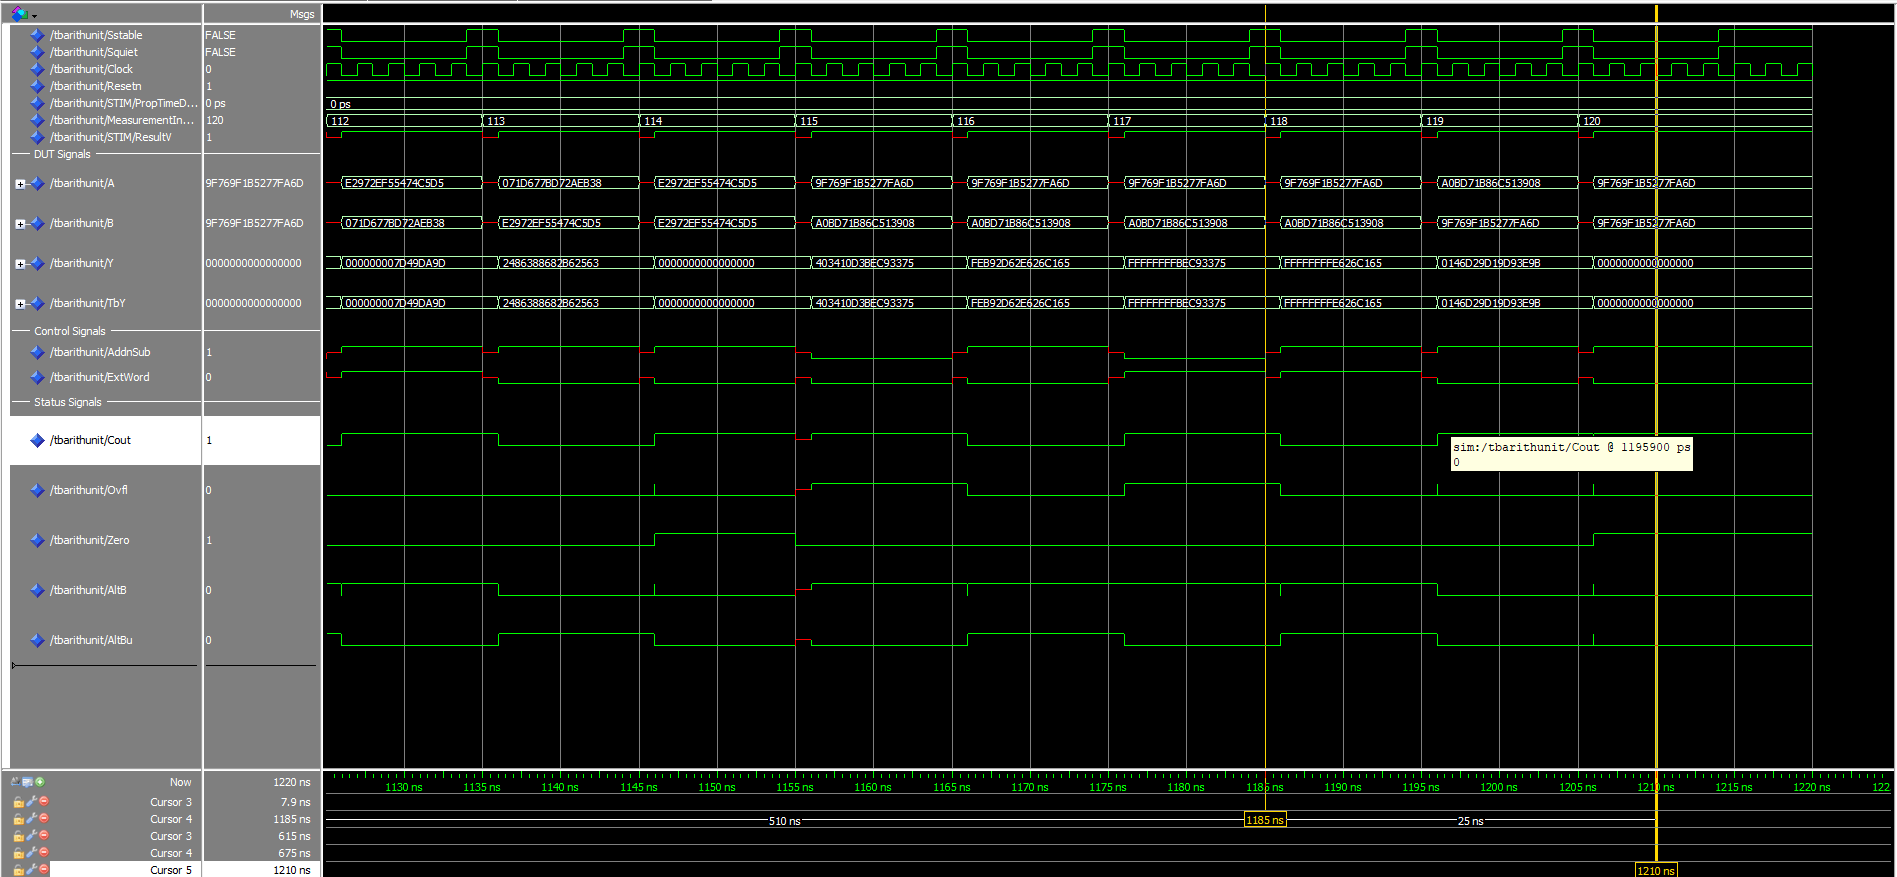 Msgs
/tbarithunit/Sstable FALSE
/tbarithunit/Squiet FALSE
/tbarithunit/Clock 0
/tbarithunit/Resetn 1
/tbarithunit/STIM/PropTimeD... 0 ps 0 ps
/tbarithunit/MeasurementIn... 120 112 113 114 115 116 117 118 119 120
/tbarithunit/STIM/ResultV 1
DUT Signals
/tbarithunit/A 9F769F1B5277FA6D E2972EF55474C5D5 071D677BD72AEB38 E2972EF55474C5D5 9F769F1B5277FA6D 9F769F1B5277FA6D 9F769F1B5277FA6D 9F769F1B5277FA6D A0BD71B86C513908 9F769F1B5277FA6D
/tbarithunit/B 9F769F1B5277FA6D 071D677BD72AEB38 E2972EF55474C5D5 E2972EF55474C5D5 A0BD71B86C513908 A0BD71B86C513908 A0BD71B86C513908 A0BD71B86C513908 9F769F1B5277FA6D 9F769F1B5277FA6D
/tbarithunit/Y 0000000000000000 000000007D49DA9D 2486388682B62563 0000000000000000 403410D3BEC93375 FEB92D62E626C165 FFFFFFFFBEC93375 FFFFFFFFE626C165 0146D29D19D93E9B 0000000000000000
/tbarithunit/TbY 0000000000000000 000000007D49DA9D 2486388682B62563 0000000000000000 403410D3BEC93375 FEB92D62E626C165 FFFFFFFFBEC93375 FFFFFFFFE626C165 0146D29D19D93E9B 0000000000000000
Control Signals
/tbarithunit/AddnSub 1
/tbarithunit/ExtWord 0
Status Signals
/tbarithunit/Cout 1
sim:/tbarithunit/Cout @ 1195900 ps
0
/tbarithunit/Ovfl 0
/tbarithunit/Zero 1
/tbarithunit/AltB 0
/tbarithunit/AltBu 0
Now 1220 ns 1130 ns 1135 ns 1140 ns 1145 ns 1150 ns 1155 ns 1160 ns 1165 ns 1170 ns 1175 ns 1180 ns 1185 ns 1190 ns 1195 ns 1200 ns 1205 ns 1210 ns 1215 ns 1220 ns 122
Cursor 3 7.9 ns
Cursor 4 1185 ns 510 ns 1185 ns 25 ns
Cursor 3 615 ns
Cursor 4 675 ns
Cursor 5 1210 ns 1210 ns